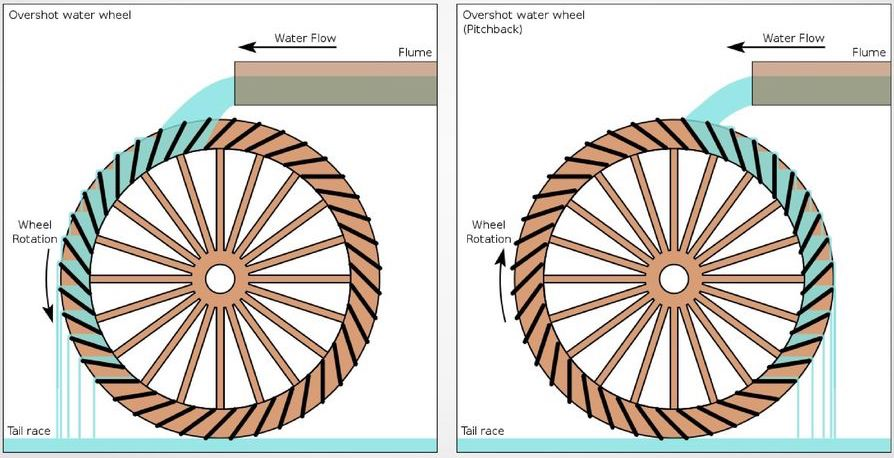 Overshot water wheel
Water Flow
Flume
Wheel
Rotation
Tail race
Overshot water wheel
(Pitchback)
Water Flow
Flume
Wheel
Rotation
Tail race